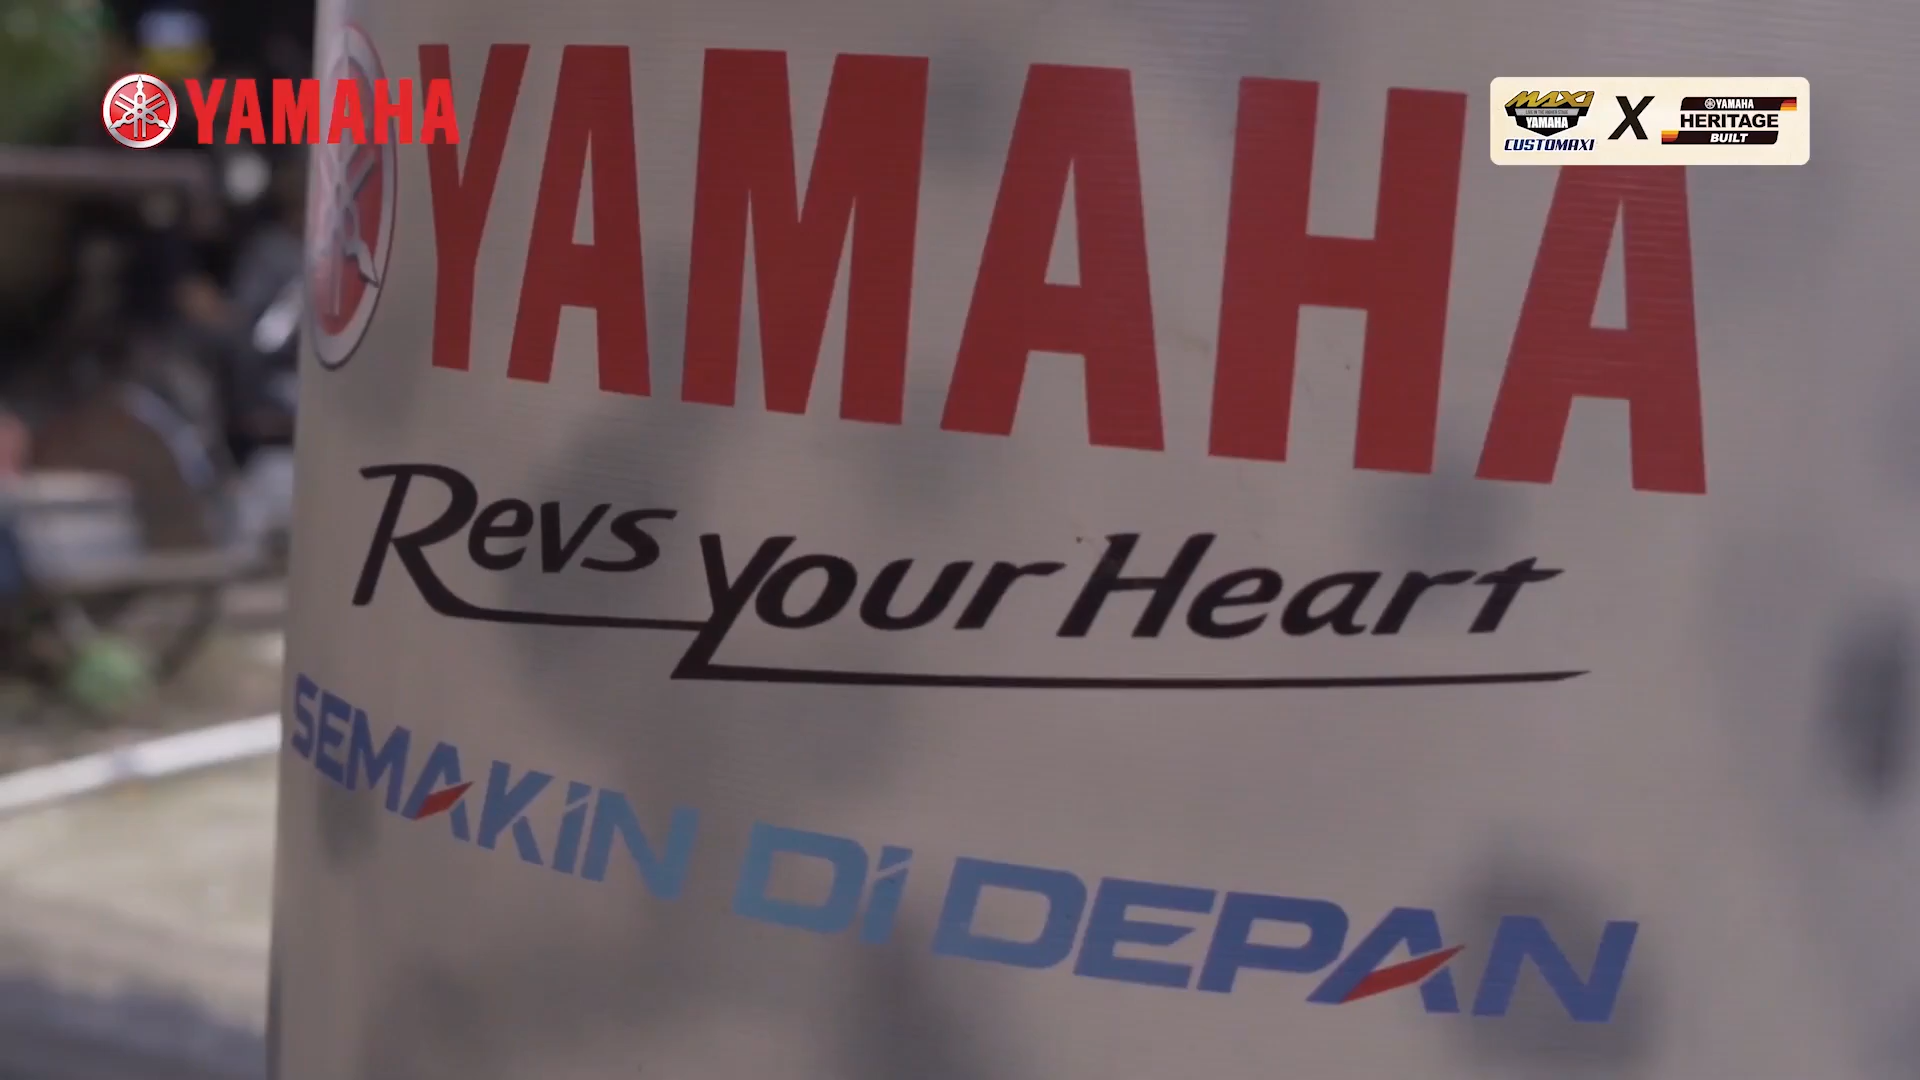 YAMAHA
YAMAHA
MAXI
YAMAHA
CUSTOMAXI
X
YAMAHA
HERITAGE
BUILT
Revs your Heart
SEMAKIN DI DEPAN